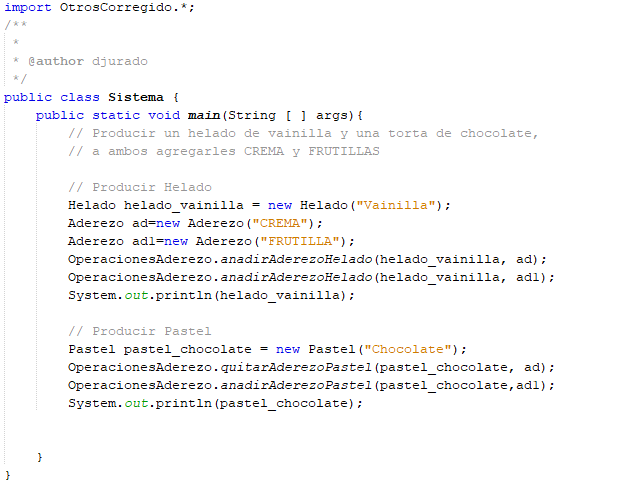 import OtrosCorregido.*;
/**
 *
 * @author djurado
 */
public class Sistema {
    public static void main(String [ ] args){
        // Producir un helado de vainilla y una torta de chocolate,
        // a ambos agregarles CREMA y FRUTILLAS

        // Producir Helado
        Helado helado_vainilla = new Helado("Vainilla");
        Aderezo ad=new Aderezo("CREMA");
        Aderezo ad1=new Aderezo("FRUTILLA");
        OperacionesAderezo.anadirAderezoHelado(helado_vainilla, ad);
        OperacionesAderezo.anadirAderezoHelado(helado_vainilla, ad1);
        System.out.println(helado_vainilla);

        // Producir Pastel
        Pastel pastel_chocolate = new Pastel("Chocolate");
        OperacionesAderezo.quitarAderezoPastel(pastel_chocolate, ad);
        OperacionesAderezo.anadirAderezoPastel(pastel_chocolate,ad1);
        System.out.println(pastel_chocolate);

    }
}